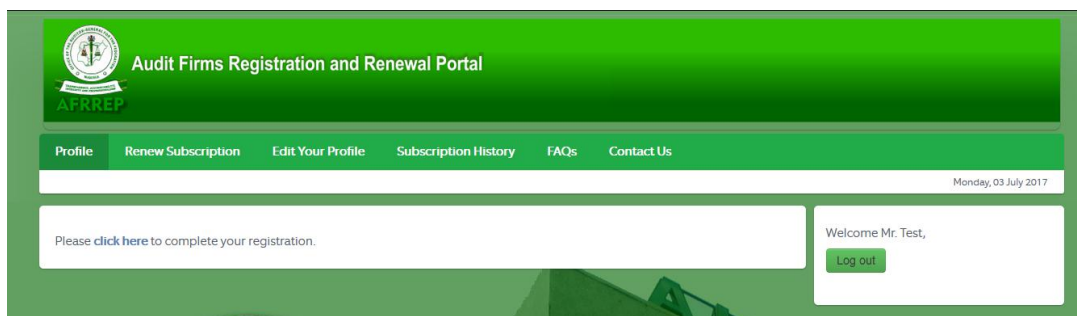 Audit Firms Registration and Renewal Portal
AFRREP
Profile Renew Subscription Edit Your Profile Subscription History FAQs Contact Us
Monday, 03 July 2017
Please click here to complete your registration.
Welcome Mr. Test,
Log out